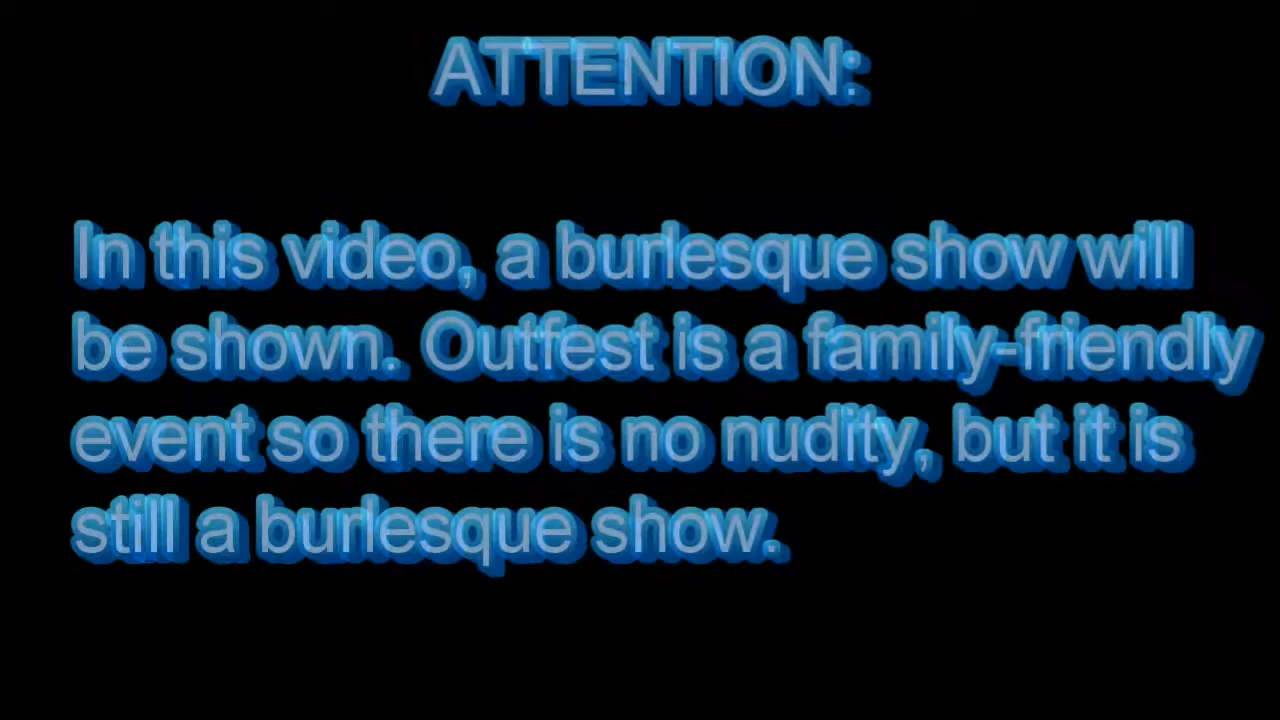 ATTENTION:
In this video, a burlesque show will
be shown. Outfest is a family-friendly
event so there is no nudity, but it is
still a burlesque show.